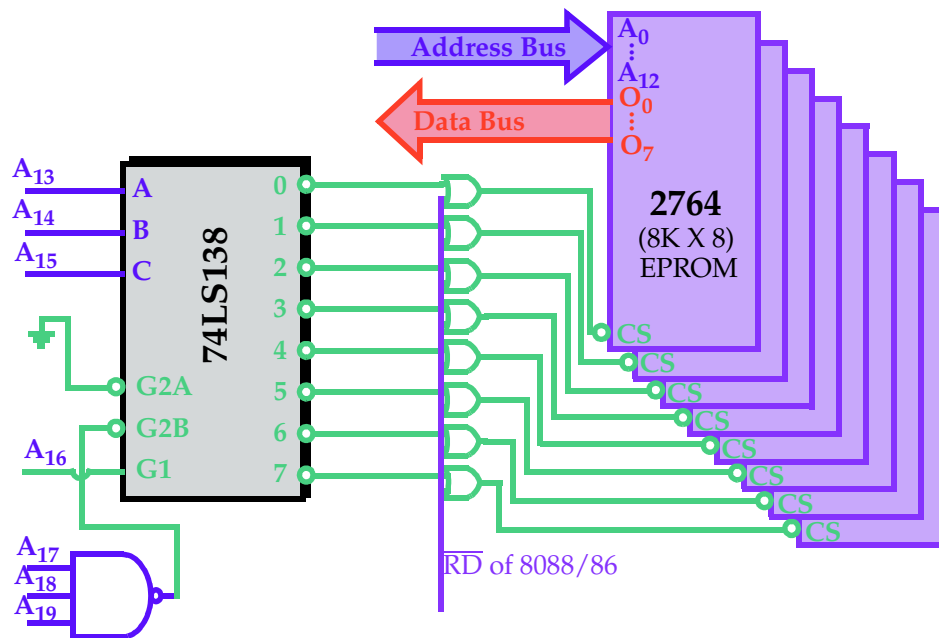 Address Bus
Data Bus
A0
A12
O0
O7
2764
(8K X 8)
EPROM
A13
A14
A15
A
B
C
74LS138
0
1
2
3
4
5
6
7
G2A
G2B
G1
A16
A17
A18
A19
CS
CS
CS
CS
CS
CS
CS
CS
R̅D̅ of 8088/86